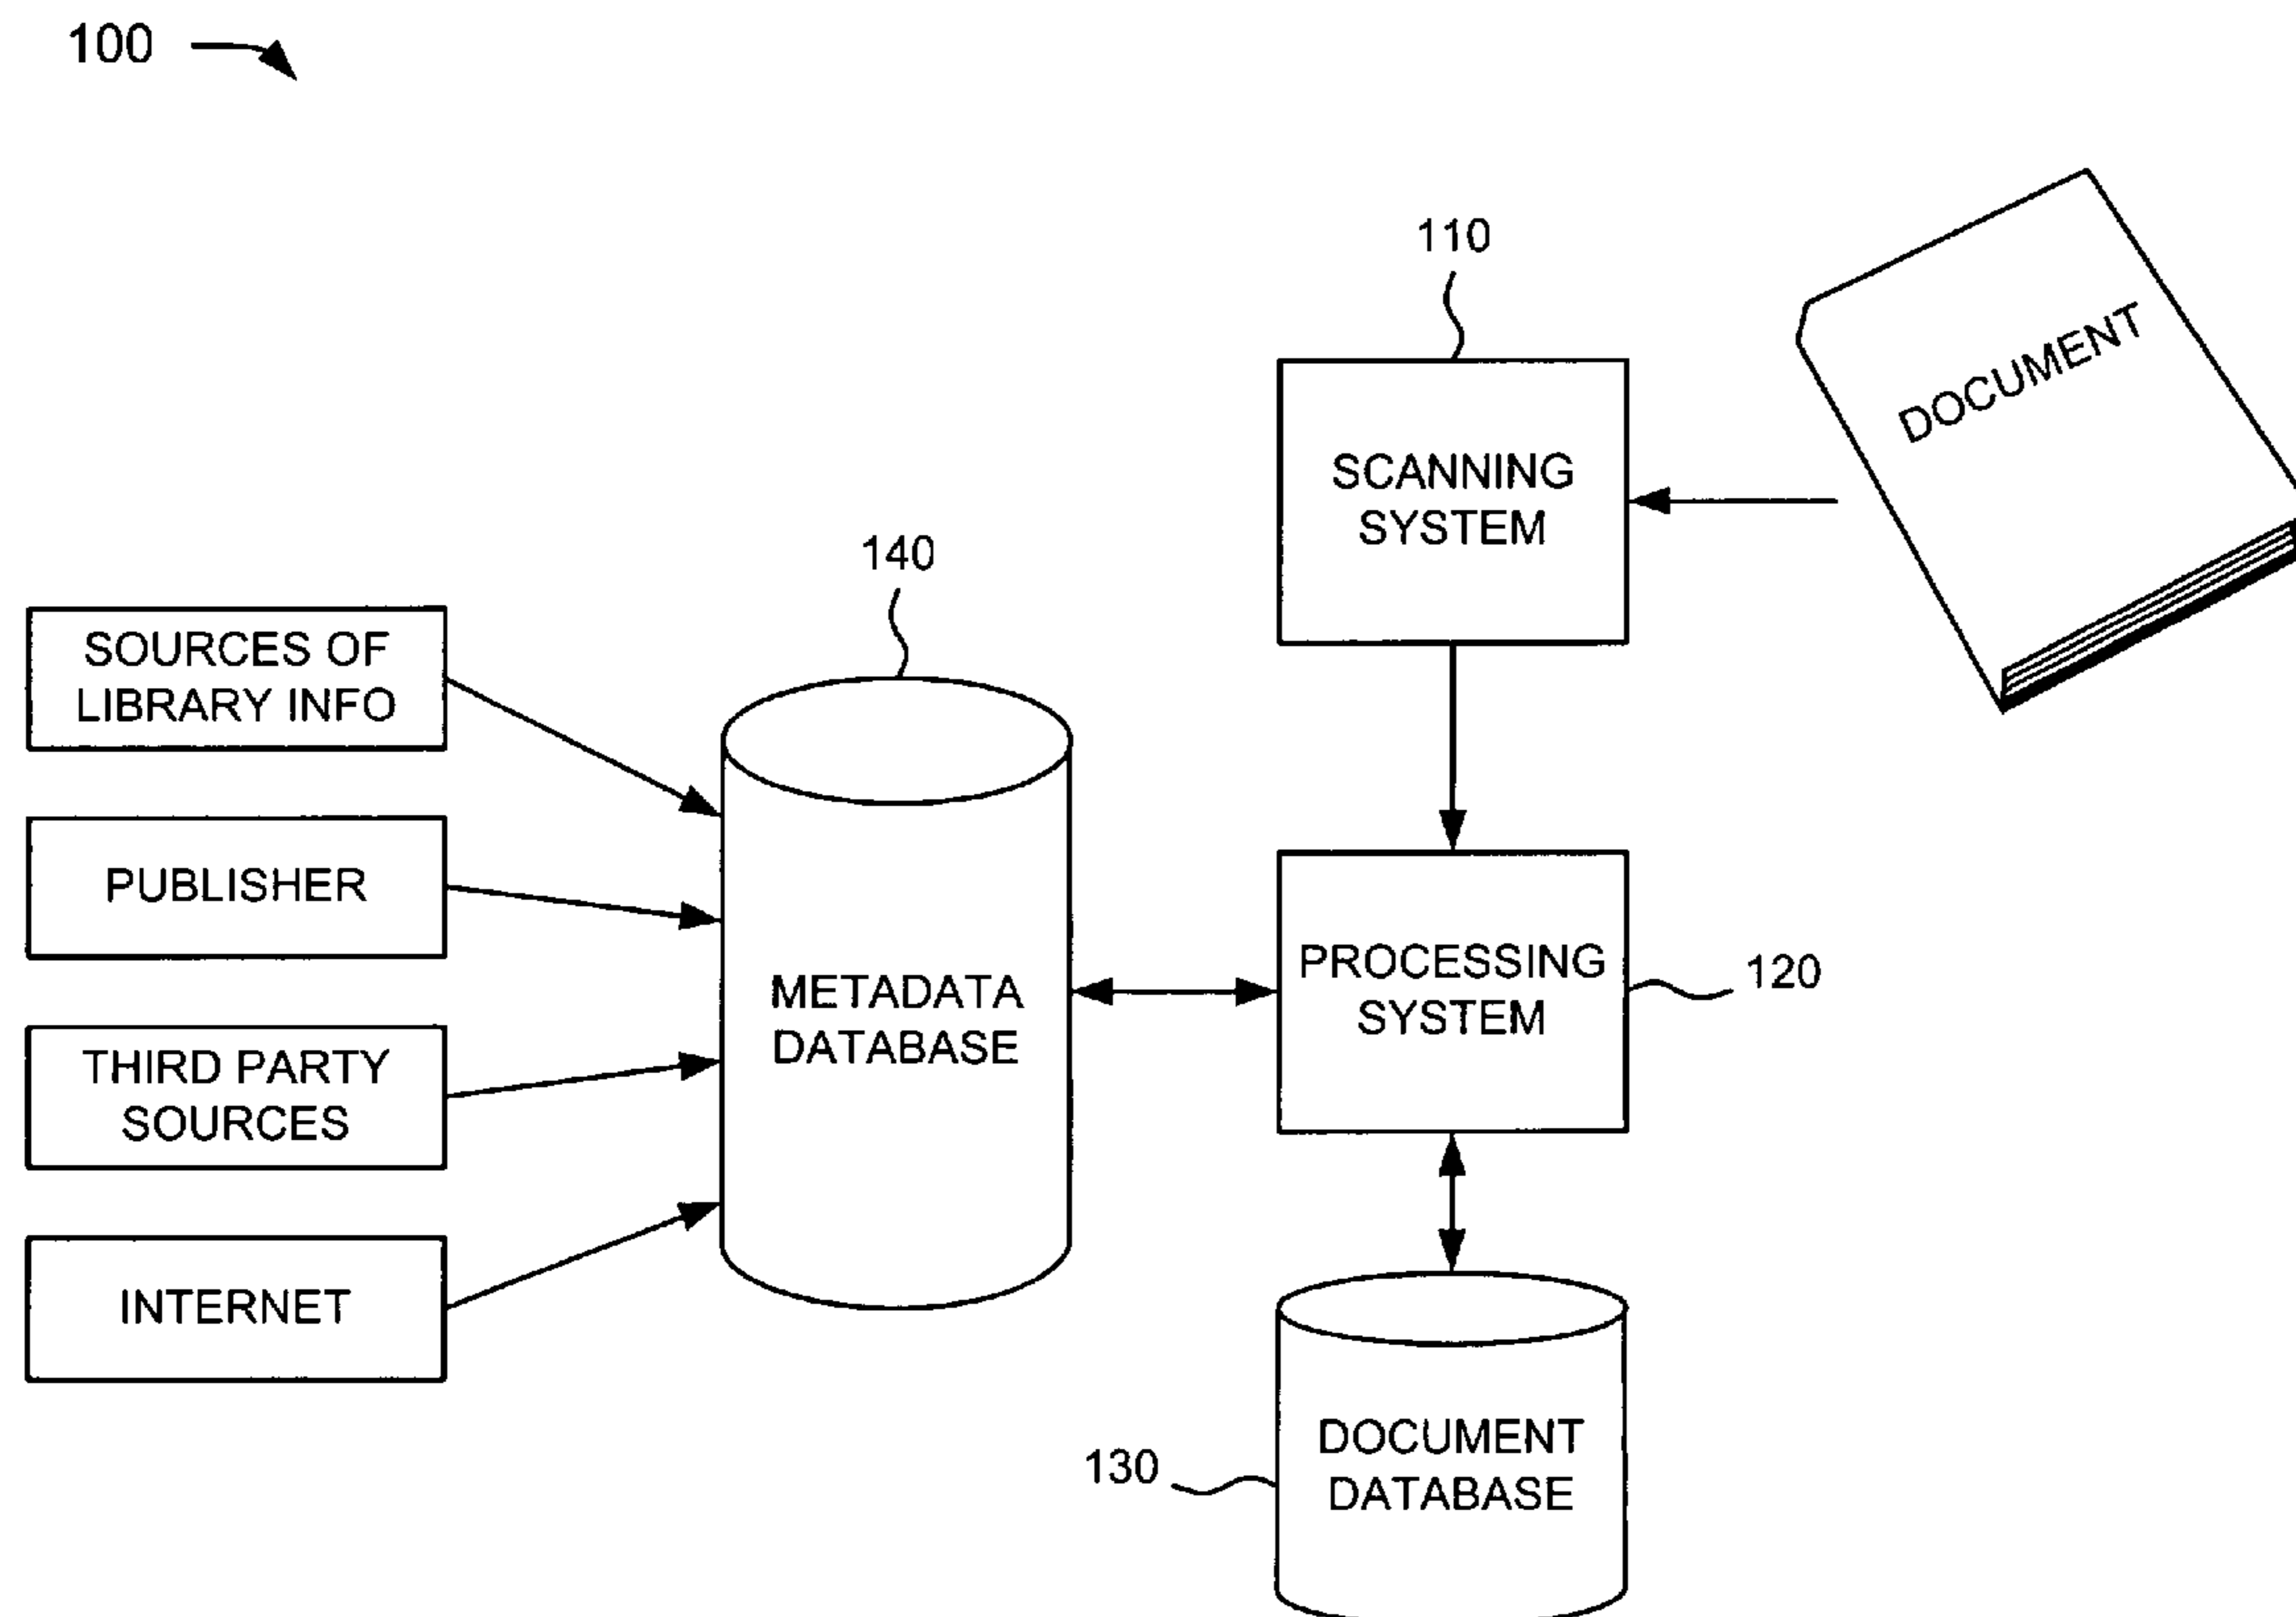 100
110
DOCUMENT
SCANNING
SYSTEM
140
SOURCES OF
LIBRARY INFO
PUBLISHER
METADATA
DATABASE
PROCESSING
SYSTEM
120
THIRD PARTY
SOURCES
INTERNET
DOCUMENT
DATABASE
130